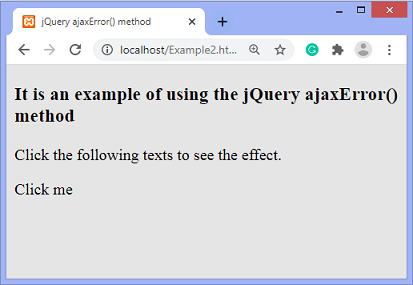 jQuery ajaxError() method
localhost/Example2.ht...
It is an example of using the jQuery ajaxError()
method
Click the following texts to see the effect.
Click me